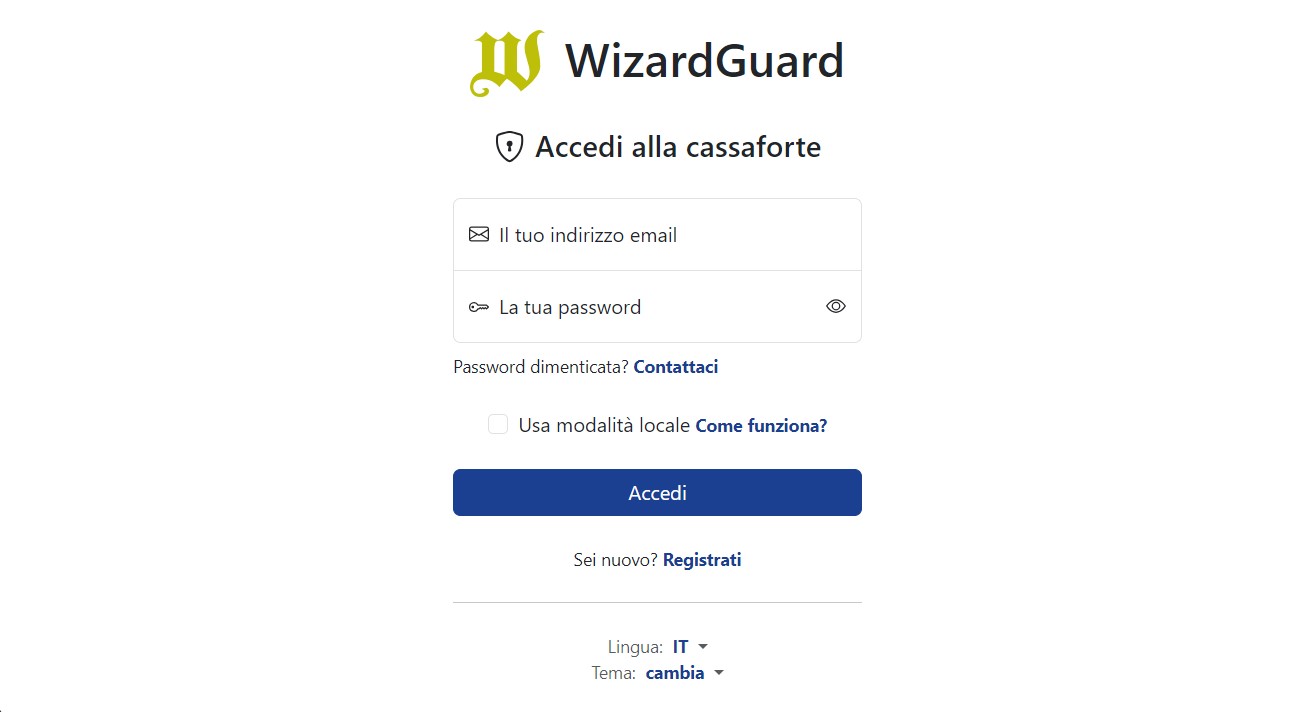 W WizardGuard
Accedi alla cassaforte
Il tuo indirizzo email
La tua password
Password dimenticata? Contattaci
Usa modalità locale Come funziona?
Accedi
Sei nuovo? Registrati
Lingua: IT
Tema: cambia